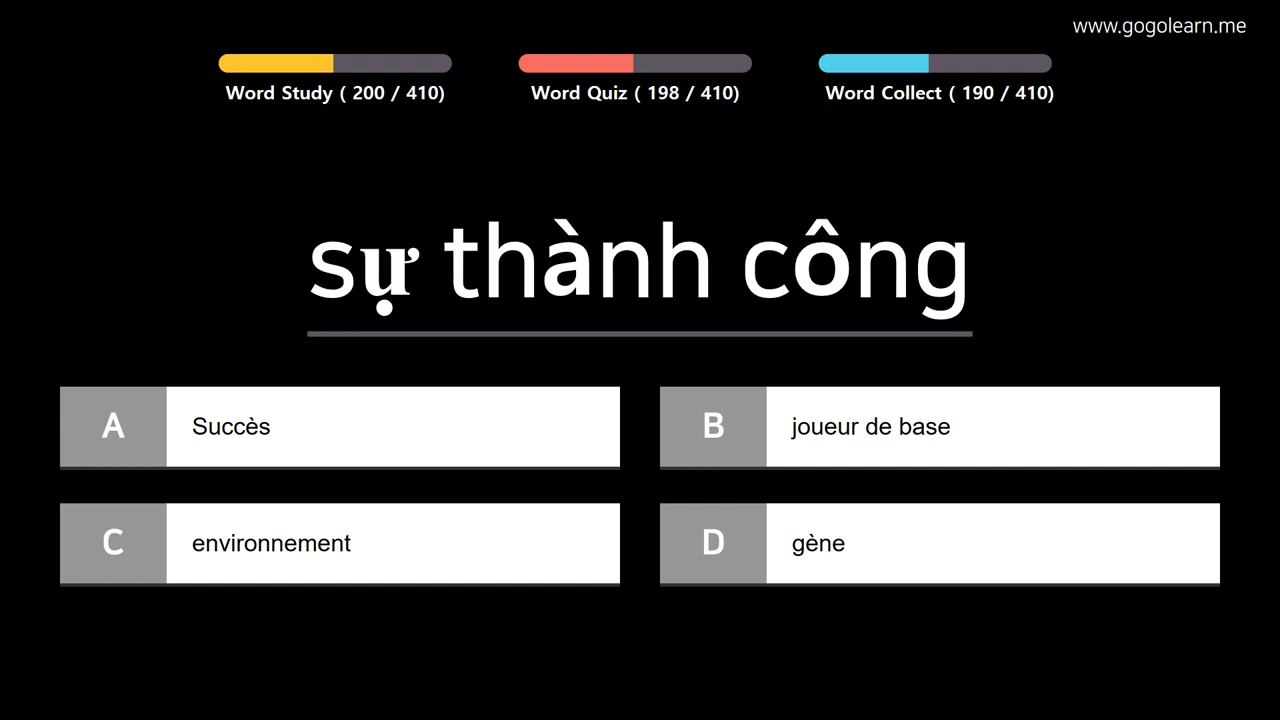 www.gogolearn.me
Word Study ( 200 / 410)
Word Quiz ( 198 / 410)
Word Collect ( 190 / 410)
sự thành công
A Succès
B joueur de base
C environnement
D gène